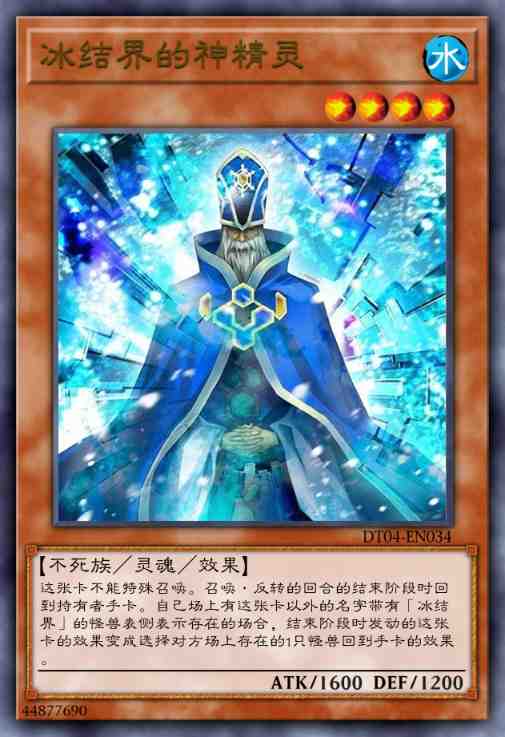 冰结界的神精灵
水
DT04-EN034
【不死族／灵魂／效果】
这张卡不能特殊召唤。召唤·反转的回合的结束阶段时回
到持有者手卡。自己场上有这张卡以外的名字带有「冰结
界」的怪兽表侧表示存在的场合，结束阶段时发动的这张
卡的效果变成选择对方场上存在的1只怪兽回到手卡的效果
。
ATK/1600 DEF/1200
44877690